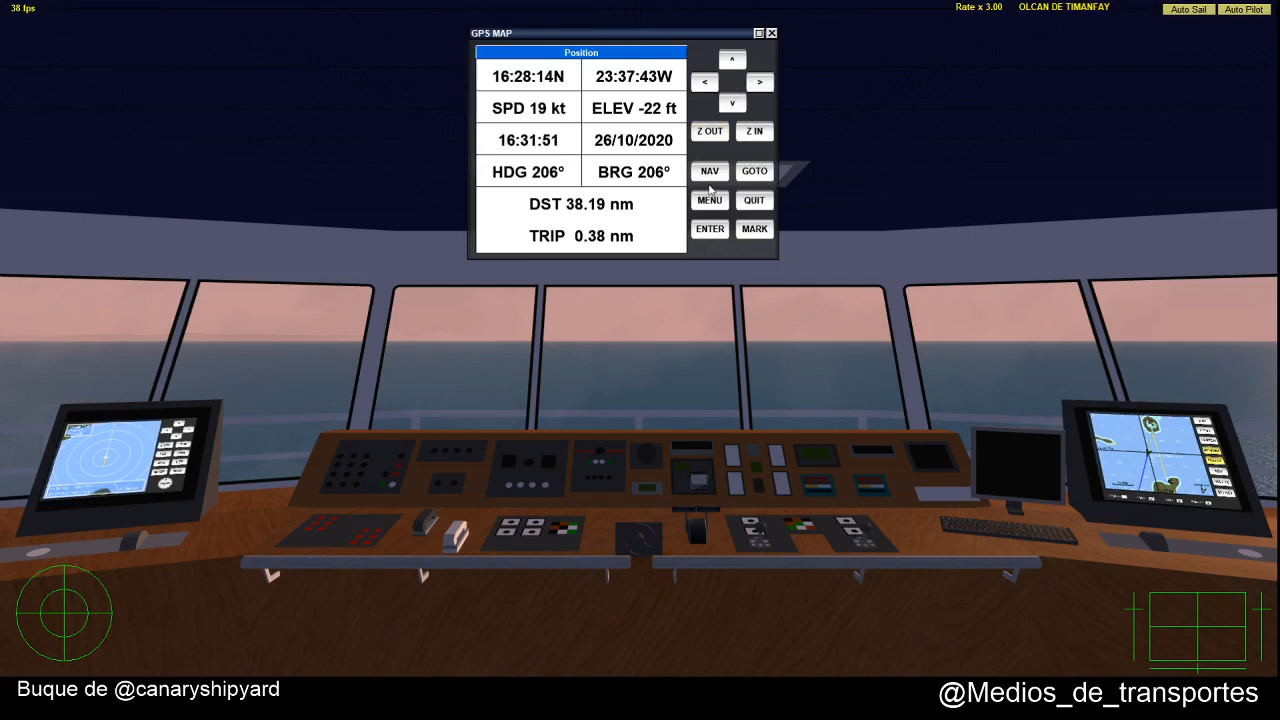 38 fps
Rate x 3.00 OLCAN DE TIMANFAY
Auto Sail Auto Pilot
GPS MAP
Position
16:28:14N 23:37:43W
SPD 19 kt ELEV -22 ft
16:31:51 26/10/2020
HDG 206° BRG 206°
DST 38.19 nm
TRIP 0.38 nm
^
< >
v
Z OUT Z IN
NAV GOTO
MENU QUIT
ENTER MARK
Buque de @canaryshipyard
@Medios_de_transportes